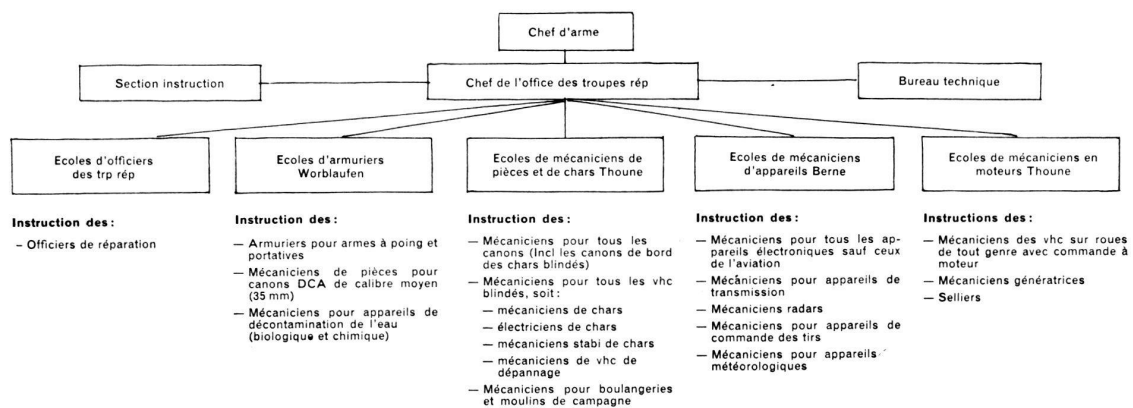 Chef d'arme
Section instruction
Chef de l'office des troupes rép
Bureau technique
Ecoles d'officiers
des trp rép
Ecoles d'armuriers
Worblaufen
Ecoles de mécaniciens de
pièces et de chars Thoune
Ecoles de mécaniciens
d'appareils Berne
Ecoles de mécaniciens en
moteurs Thoune
Instruction des :
– Officiers de réparation
Instruction des :
— Armuriers pour armes à poing et
portatives
— Mécaniciens de pièces pour
canons DCA de calibre moyen
(35 mm)
— Mécaniciens pour appareils de
décontamination de l'eau
(biologique et chimique)
Instruction des :
— Mécaniciens pour tous les
canons (Incl les canons de bord
des chars blindés)
— Mécaniciens pour tous les vhc
blindés, soit :
— mécaniciens de chars
— électriciens de chars
— mécaniciens stabi de chars
— mécaniciens de vhc de
dépannage
— Mécaniciens pour boulangeries
et moulins de campagne
Instruction des :
— Mécaniciens pour tous les ap-
pareils électroniques sauf ceux
de l'aviation
— Mécaniciens pour appareils de
transmission
— Mécaniciens radars
— Mécaniciens pour appareils de
commande des tirs
— Mécaniciens pour appareils
météorologiques
Instructions des :
— Mécaniciens des vhc sur roues
de tout genre avec commande à
moteur
— Mécaniciens génératrices
— Selliers